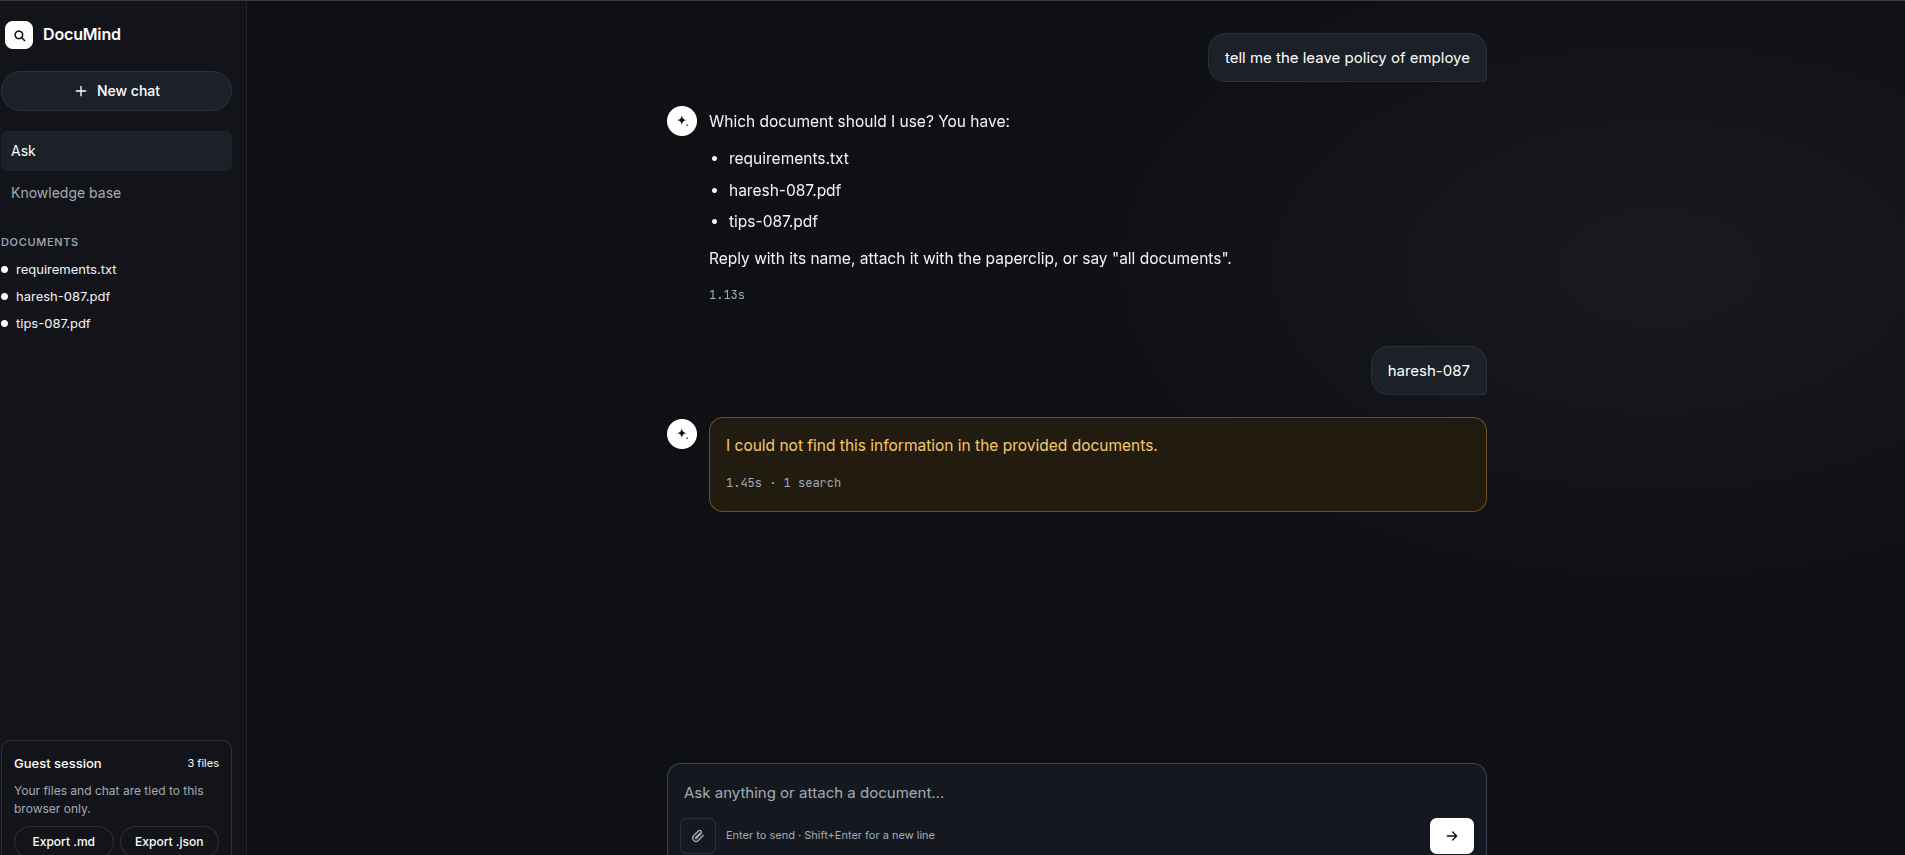 DocuMind
+ New chat
Ask
Knowledge base
DOCUMENTS
requirements.txt
haresh-087.pdf
tips-087.pdf
Guest session
3 files
Your files and chat are tied to this
browser only.
Export .md
Export .json
tell me the leave policy of employe
Which document should I use? You have:
• requirements.txt
• haresh-087.pdf
• tips-087.pdf
Reply with its name, attach it with the paperclip, or say "all documents".
1.13s
haresh-087
I could not find this information in the provided documents.
1.45s · 1 search
Ask anything or attach a document...
Enter to send · Shift+Enter for a new line